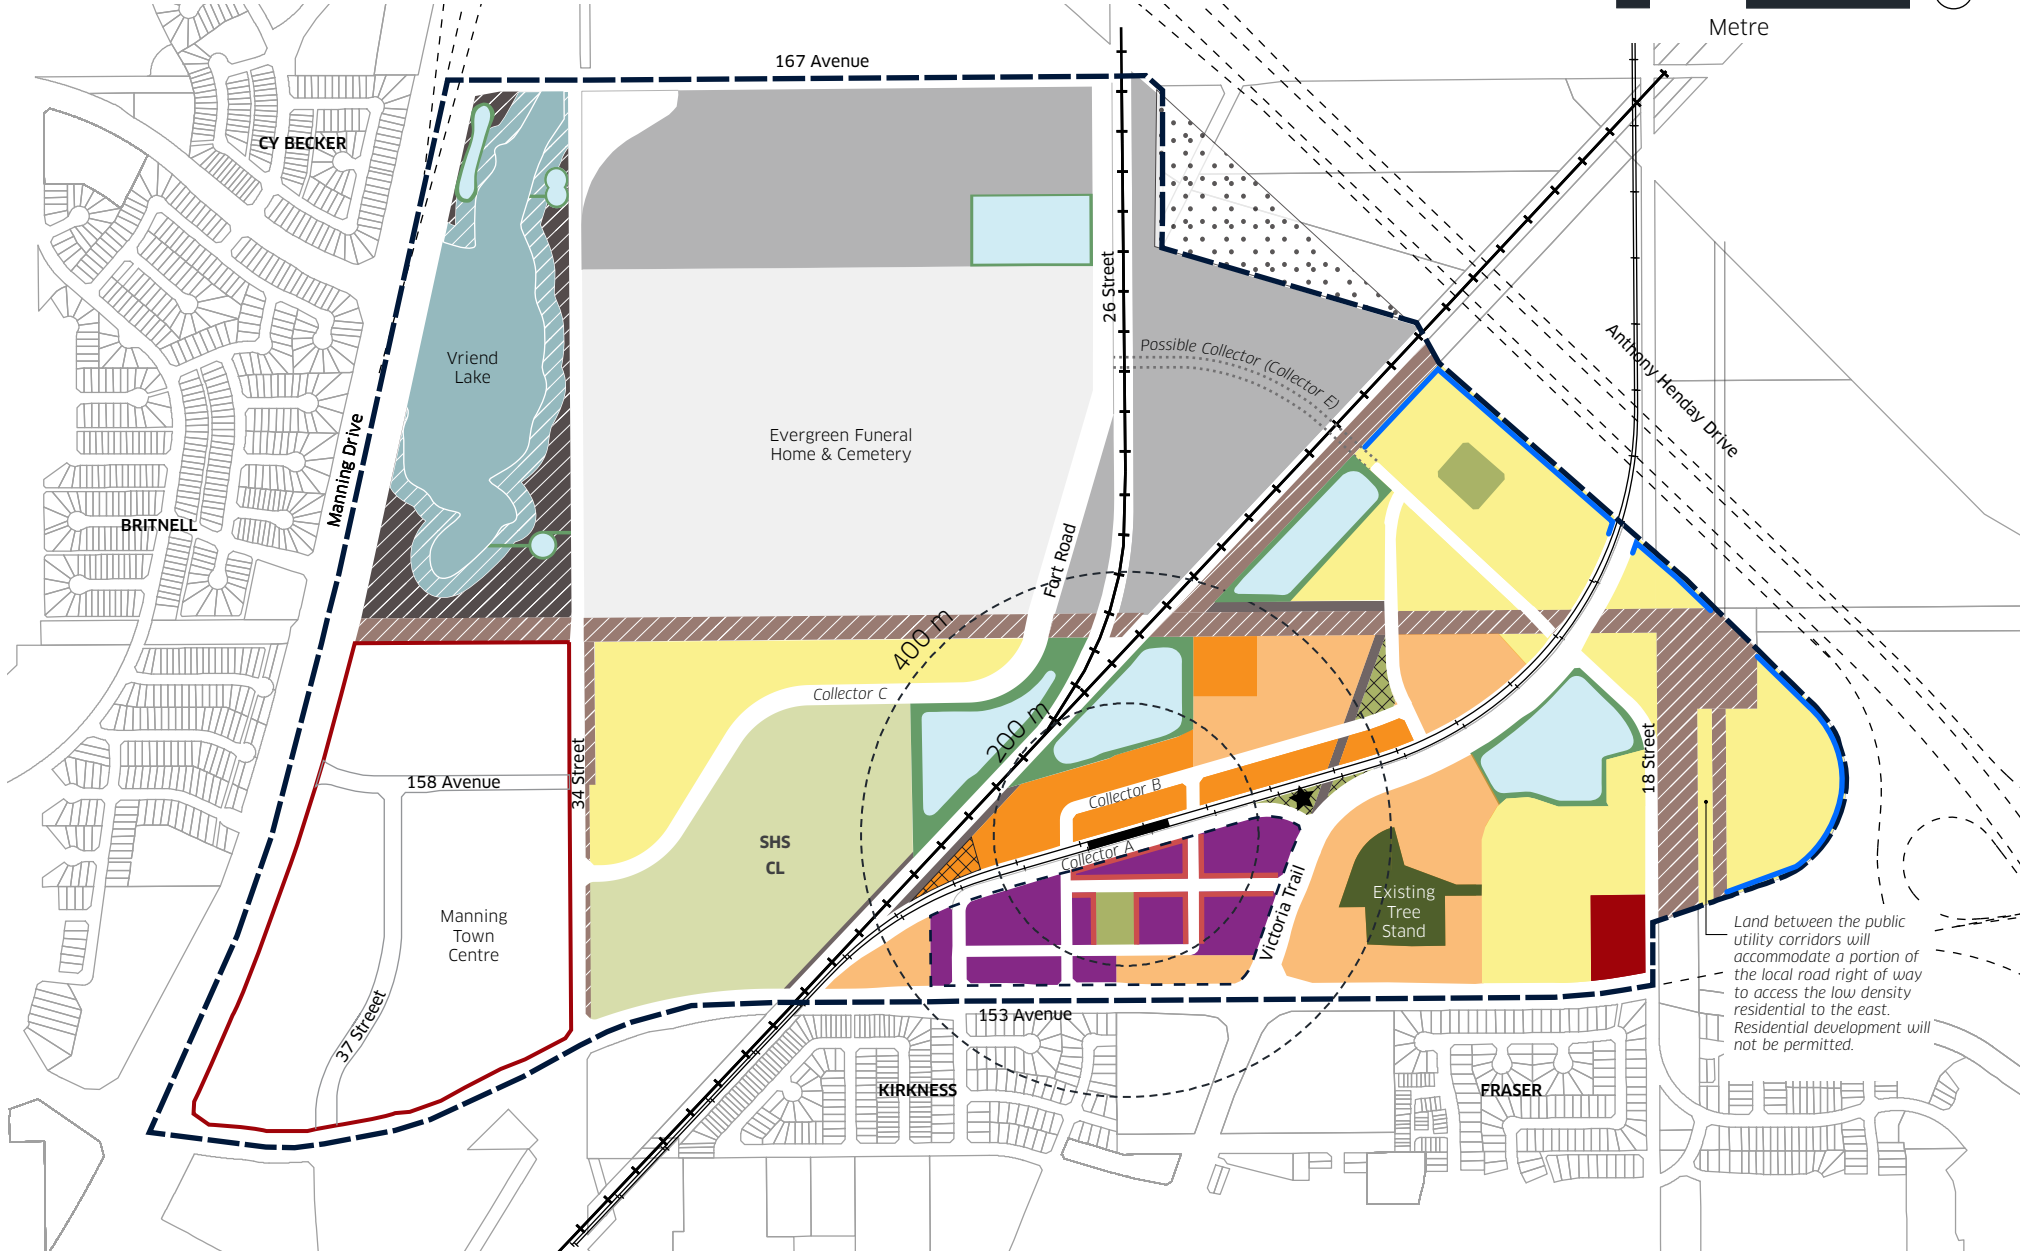 Metre
167 Avenue
CY BECKER
26 Street
Anthony Henday Drive
Possible Collector (Collector E)
Vriend
Lake
Evergreen Funeral
Home & Cemetery
Manning Drive
BRITNELL
Fort Road
400 m
Collector C
200 m
34 Street
158 Avenue
18 Street
Collector B
SHS
CL
Collector A
Existing
Tree
Stand
Victoria Trail
Manning
Town
Centre
Land between the public
utility corridors will
accommodate a portion of
the local road right of way
to access the low density
residential to the east.
Residential development will
not be permitted.
37 Street
153 Avenue
KIRKNESS
FRASER